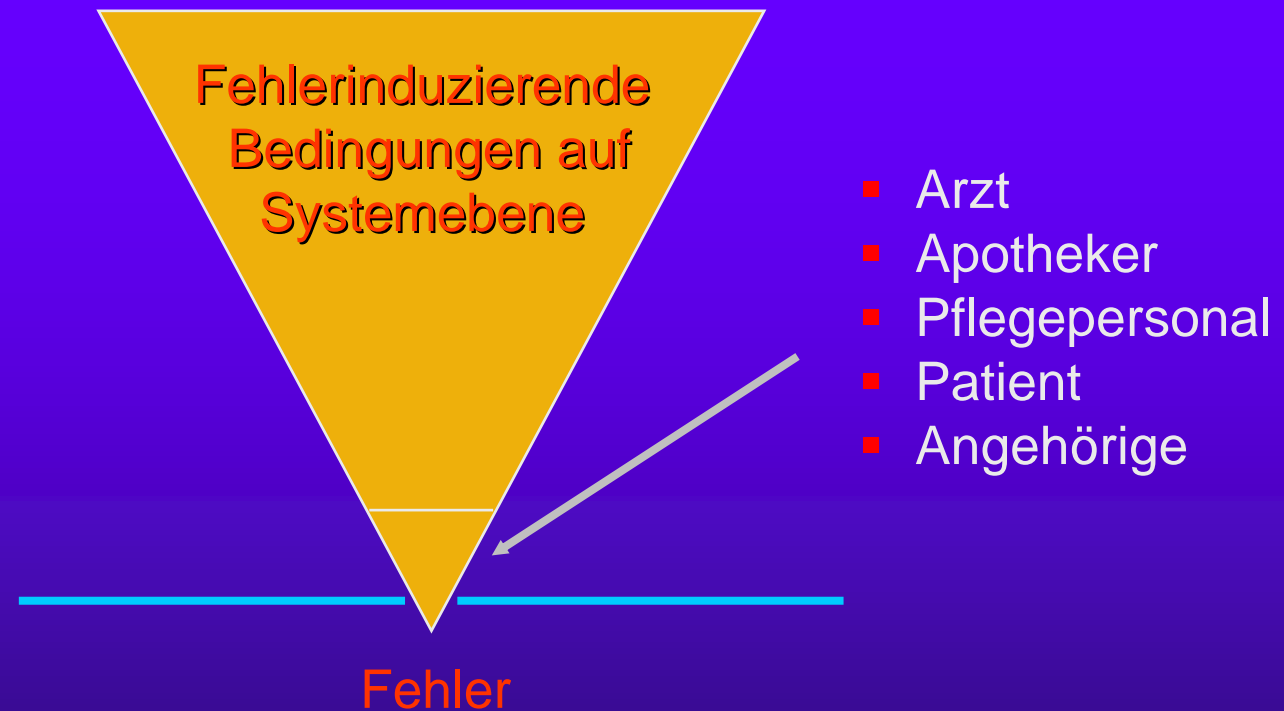 Fehlerinduzierende
Bedingungen auf
Systemebene
Arzt
Apotheker
Pflegepersonal
Patient
Angehörige
Fehler